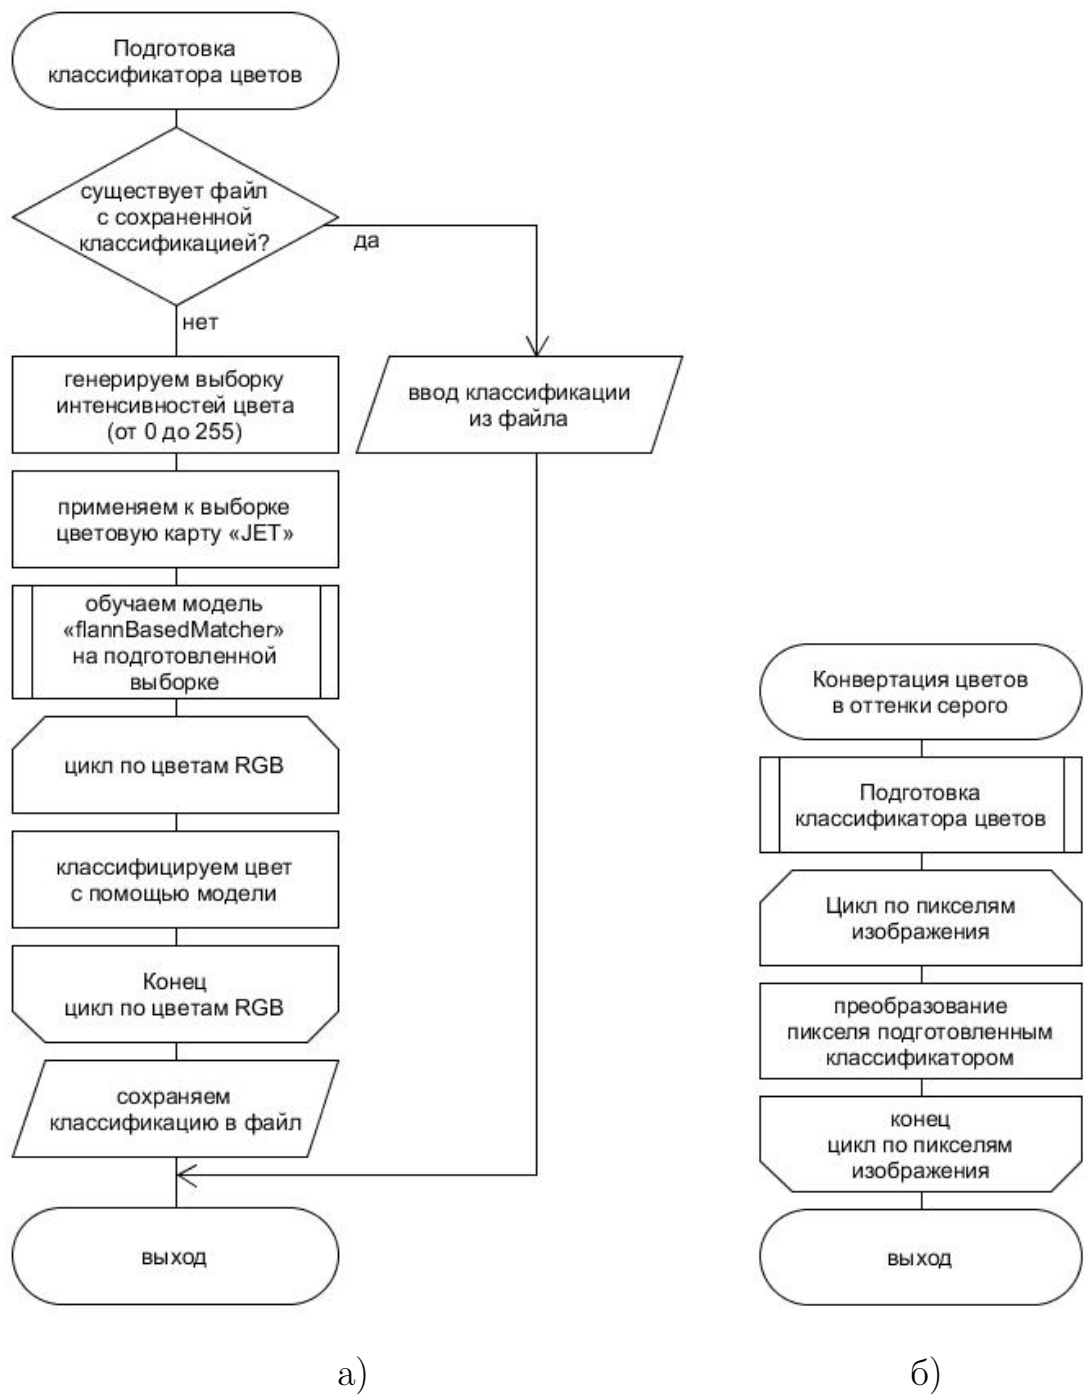 Подготовка
классификатора цветов
существует файл
с сохраненной
классификацией?
да
нет
генерируем выборку
интенсивностей цвета
(от 0 до 255)
ввод классификации
из файла
применяем к выборке
цветовую карту «JET»
обучаем модель
«flannBasedMatcher»
на подготовленной
выборке
цикл по цветам RGB
классифицируем цвет
с помощью модели
Конец
цикл по цветам RGB
сохраняем
классификацию в файл
выход
а)
Конвертация цветов
в оттенки серого
Подготовка
классификатора цветов
Цикл по пикселям
изображения
преобразование
пикселя подготовленным
классификатором
конец
цикл по пикселям
изображения
выход
б)